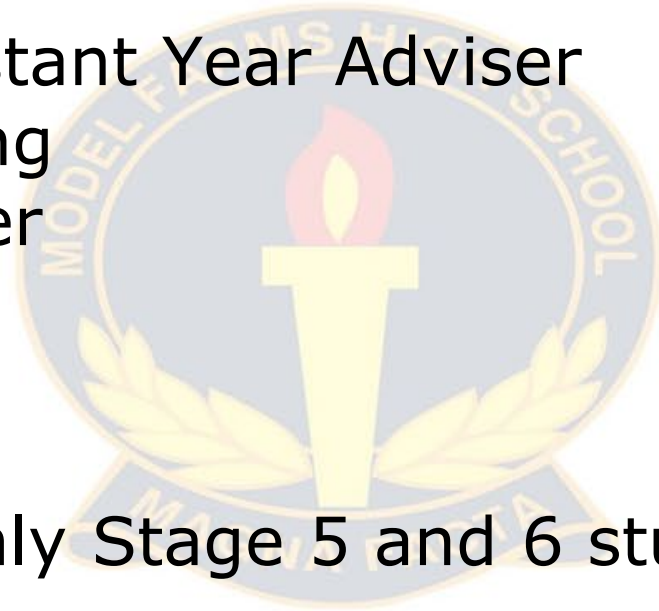 stant Year Adviser
ng
er
MODEL FARMS HIGH SCHOOL
nly Stage 5 and 6 stu